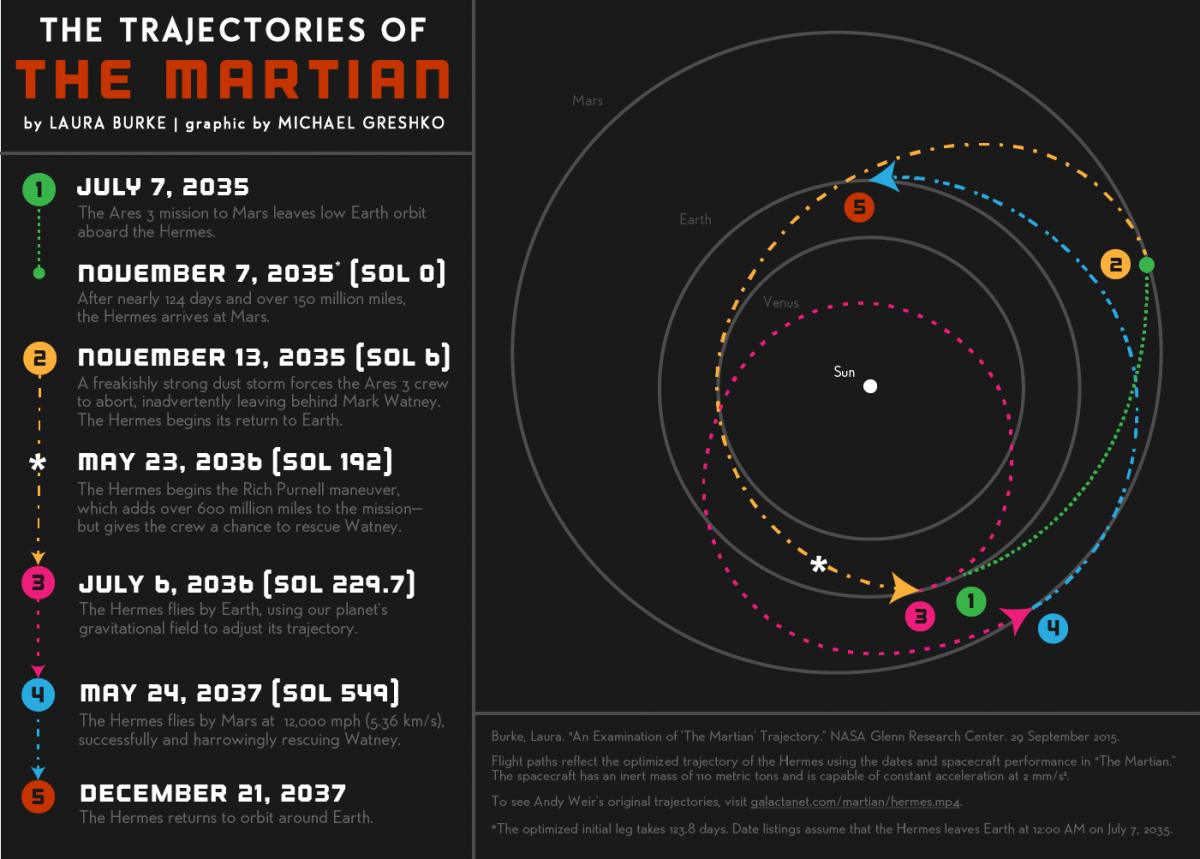 THE TRAJECTORIES OF
THE MARTIAN
by LAURA BURKE | graphic by MICHAEL GRESHKO
1
JULY 7, 2035
The Ares 3 mission to Mars leaves low Earth orbit
aboard the Hermes.
NOVEMBER 7, 2035* (SOL 0)
After nearly 124 days and over 150 million miles,
the Hermes arrives at Mars.
2
NOVEMBER 13, 2035 (SOL 6)
A freakishly strong dust storm forces the Ares 3 crew
to abort, inadvertently leaving behind Mark Watney.
The Hermes begins its return to Earth.
*
MAY 23, 2036 (SOL 192)
The Hermes begins the Rich Purnell maneuver,
which adds over 600 million miles to the mission—
but gives the crew a chance to rescue Watney.
3
JULY 6, 2036 (SOL 229.7)
The Hermes flies by Earth, using our planet's
gravitational field to adjust its trajectory.
4
MAY 24, 2037 (SOL 549)
The Hermes flies by Mars at 12,000 mph (5.36 km/s),
successfully and harrowingly rescuing Watney.
5
DECEMBER 21, 2037
The Hermes returns to orbit around Earth.
Mars
Earth
Venus
Sun
5
2
*
3
1
4
Burke, Laura. "An Examination of 'The Martian' Trajectory." NASA Glenn Research Center. 29 September 2015.
Flight paths reflect the optimized trajectory of the Hermes using the dates and spacecraft performance in "The Martian."
The spacecraft has an inert mass of 110 metric tons and is capable of constant acceleration at 2 mm/s².
To see Andy Weir's original trajectories, visit galactanet.com/martian/hermes.mp4.
*The optimized initial leg takes 123.8 days. Date listings assume that the Hermes leaves Earth at 12:00 AM on July 7, 2035.